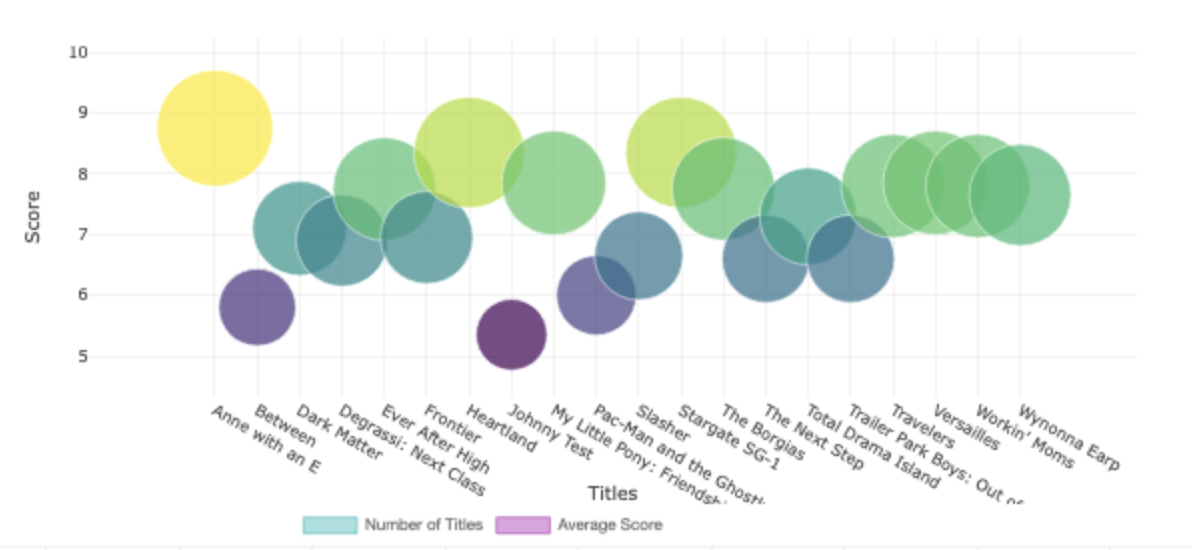 10
9
8
7
6
5
Score
Anne with an E
Between
Dark Matter
Degrassi: Next Class
Ever After High
Frontier
Heartland
Johnny Test
My Little Pony: Friendshi
Pac-Man and the Ghostl
Slasher
Stargate SG-1
The Borgias
The Next Step
Total Drama Island
Trailer Park Boys: Out of
Travelers
Versailles
Workin' Moms
Wynonna Earp
Titles
Number of Titles
Average Score